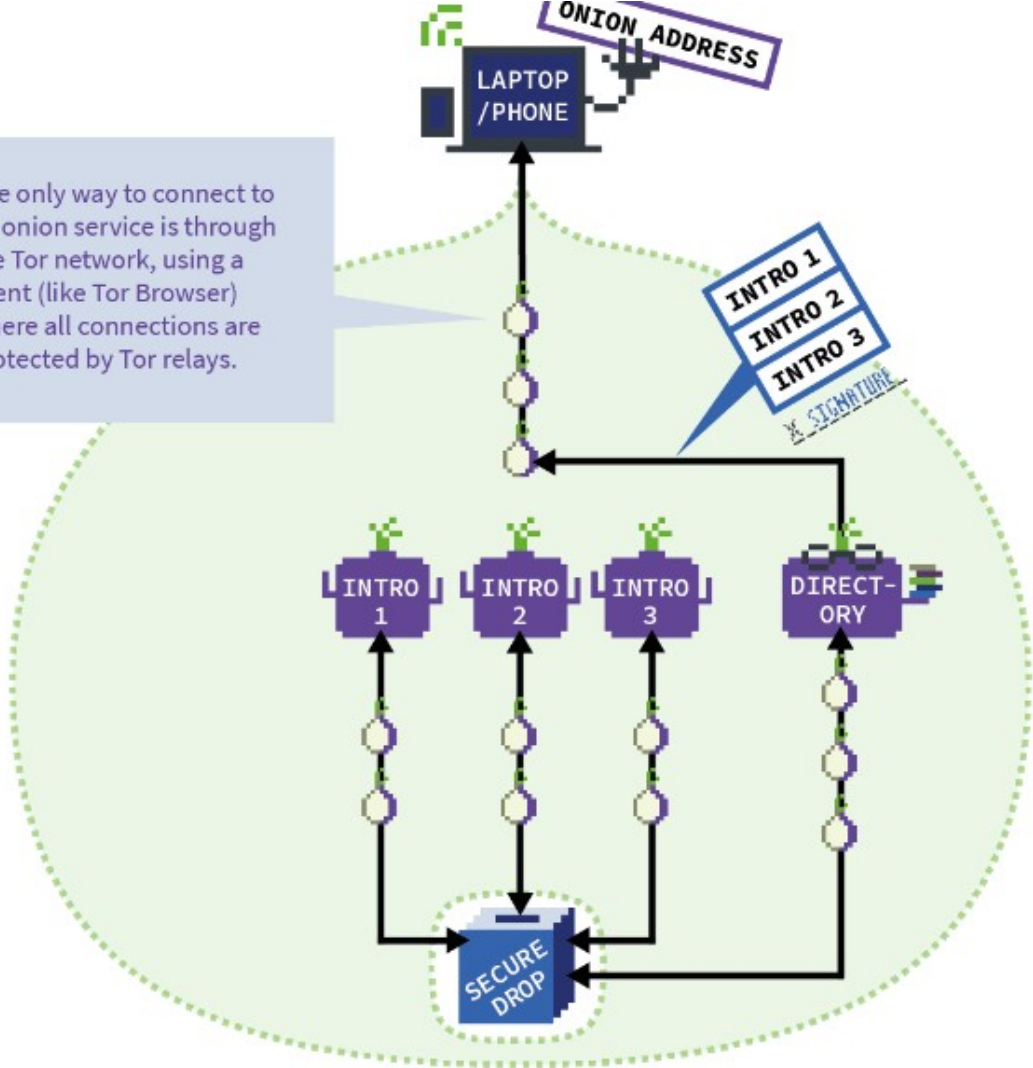 ONION ADDRESS
LAPTOP
/PHONE
e only way to connect to
onion service is through
e Tor network, using a
ent (like Tor Browser)
ere all connections are
otected by Tor relays.
INTRO 1
INTRO 2
INTRO 3
X SIGNATURE
INTRO
1
INTRO
2
INTRO
3
DIRECT-
ORY
SECURE
DROP